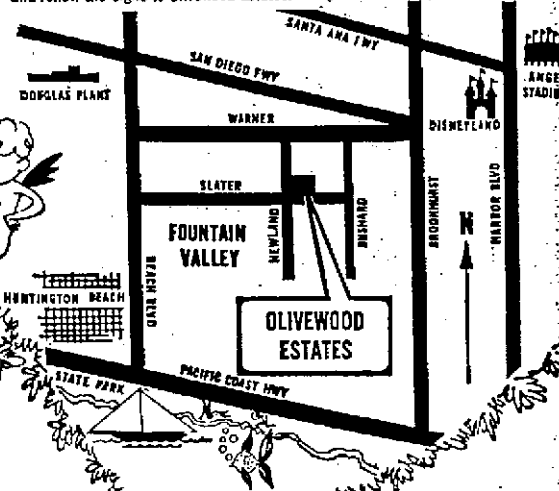 SANTA ANA FWY
SAN DIEGO FWY
DOUGLAS PLANT
DISNEYLAND
WARNER
SLATER
FOUNTAIN
VALLEY
NEWLAND
BUSHARD
BROOKHURST
HARBOR BLVD
N
BEACH BLVD
HUNTINGTON BEACH
OLIVEWOOD
ESTATES
PACIFIC COAST HWY
STATE PARK